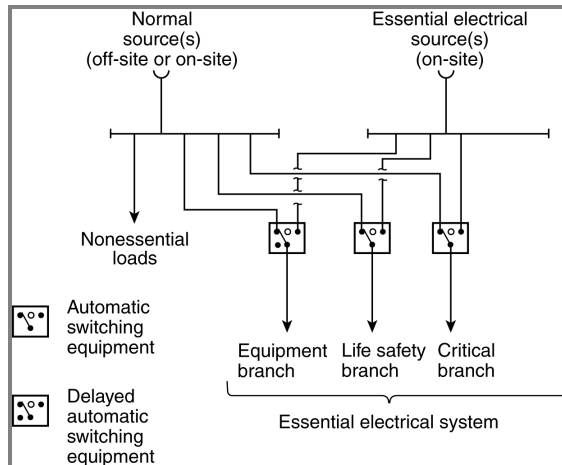 Normal
source(s)
(off-site or on-site)
Essential electrical
source(s)
(on-site)
Nonessential
loads
Automatic
switching
equipment
Delayed
automatic
switching
equipment
Equipment
branch
Life safety
branch
Critical
branch
Essential electrical system